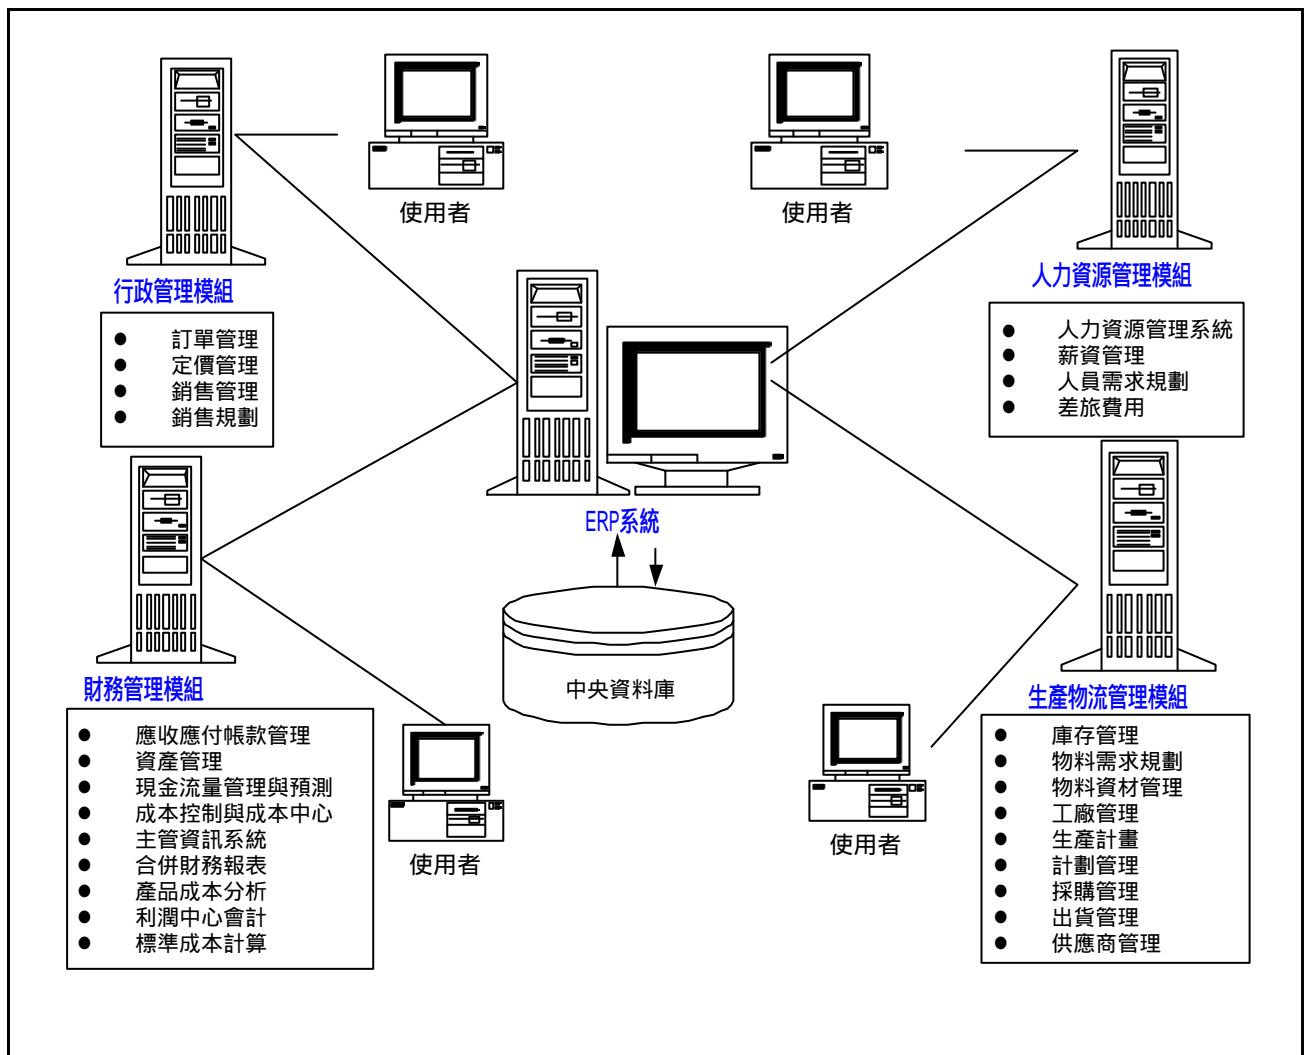 使用者
使用者
行政管理模組
人力資源管理模組
訂單管理
定價管理
銷售管理
銷售規劃
人力資源管理系統
薪資管理
人員需求規劃
差旅費用
ERP系統
中央資料庫
財務管理模組
應收應付帳款管理
資產管理
現金流量管理與預測
成本控制與成本中心
主管資訊系統
合併財務報表
產品成本分析
利潤中心會計
標準成本計算
使用者
使用者
生產物流管理模組
庫存管理
物料需求規劃
物料資材管理
工廠管理
生產計畫
計劃管理
採購管理
出貨管理
供應商管理